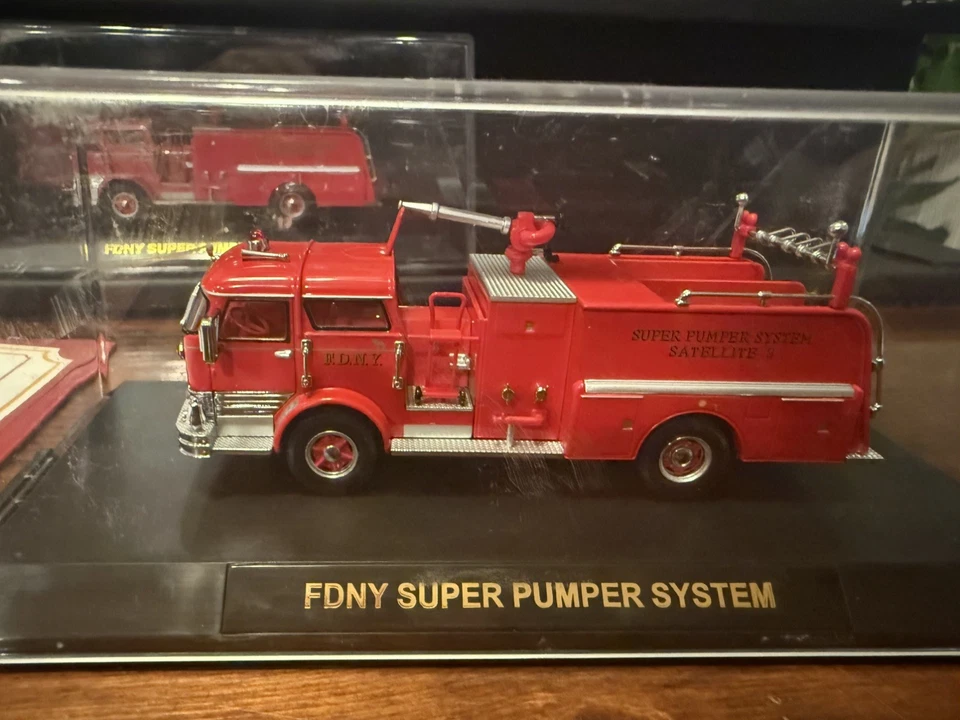 FDNY SUPER
F.D.N.Y.
SUPER PUMPER SYSTEM
SATELLITE
FDNY SUPER PUMPER SYSTEM